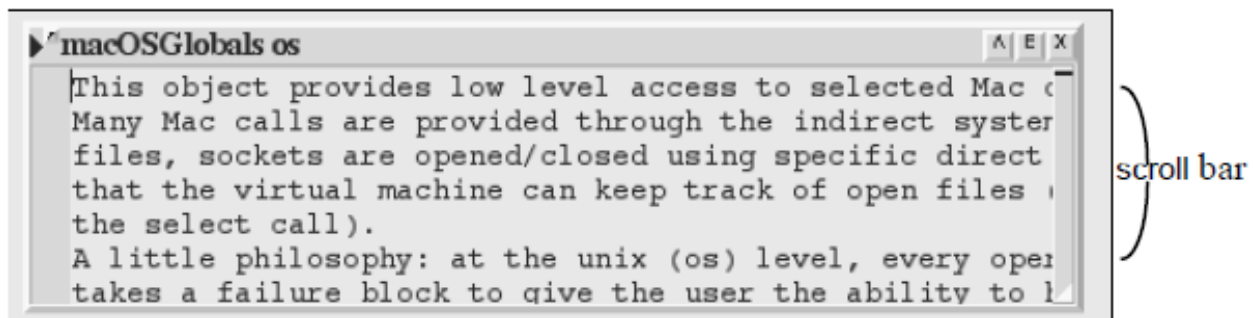 macOSGlobals os
Λ E X
This object provides low level access to selected Mac
Many Mac calls are provided through the indirect
files, sockets are opened/closed using specific direct
that the virtual machine can keep track of open files
the select call).
A little philosophy: at the unix (os) level, every
takes a failure block to give the user the ability to
scroll bar